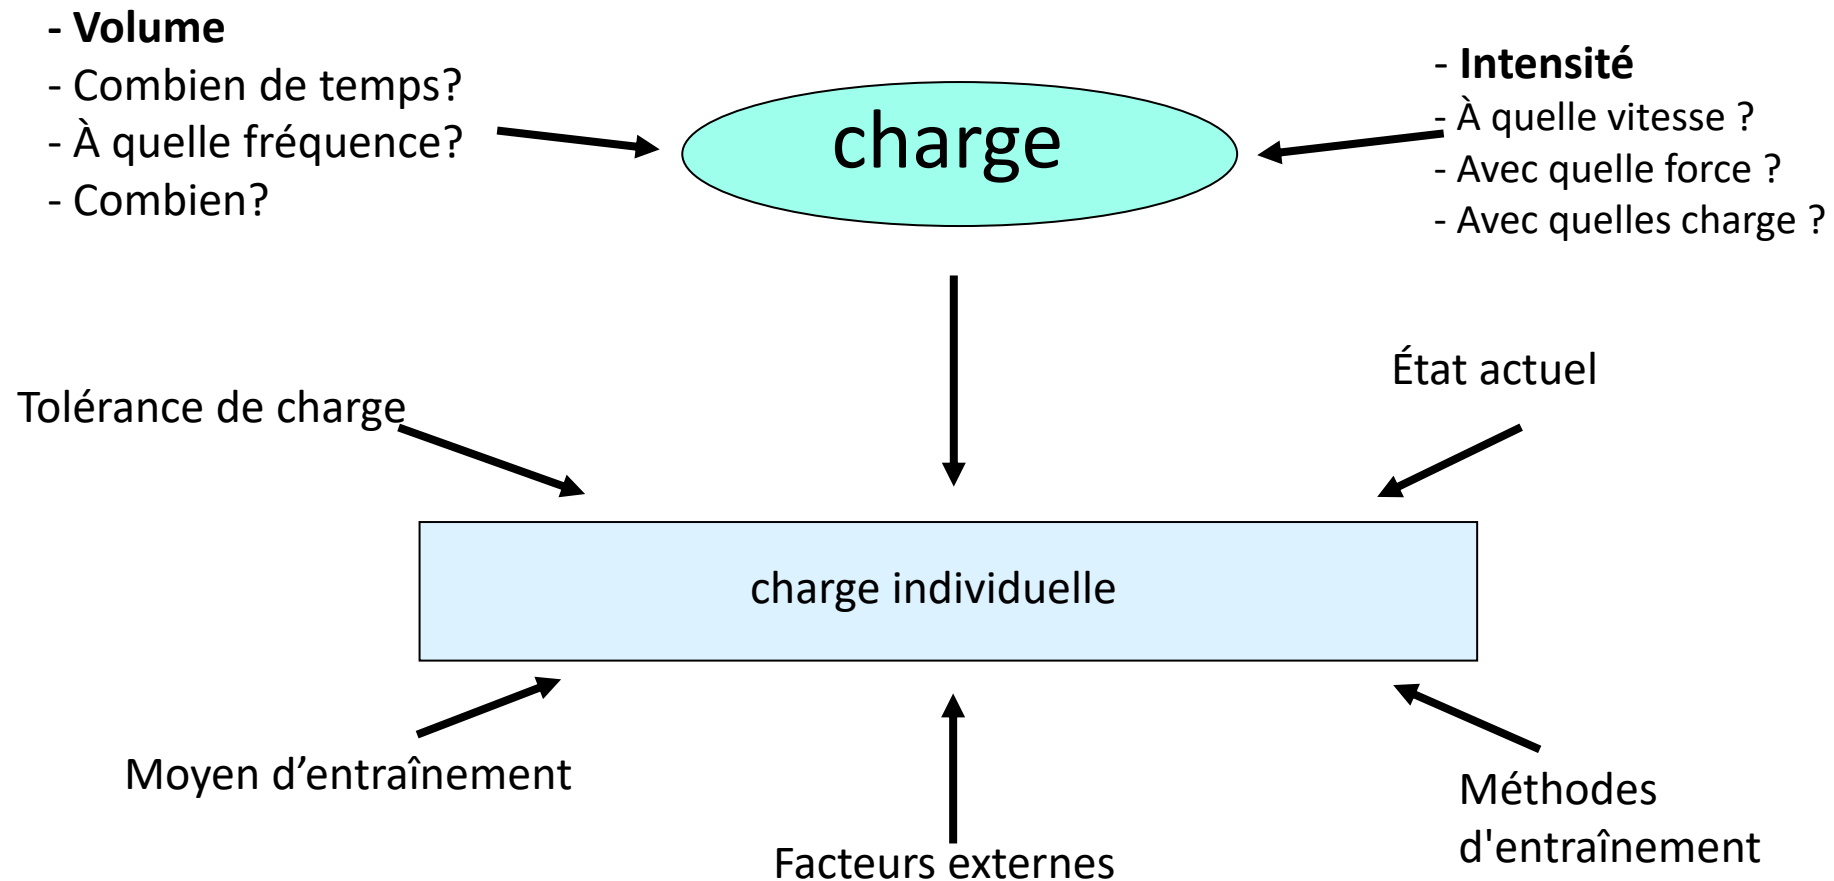 - Volume
- Combien de temps?
- À quelle fréquence?
- Combien?
charge
- Intensité
- À quelle vitesse ?
- Avec quelle force ?
- Avec quelles charge ?
Tolérance de charge
État actuel
charge individuelle
Moyen d’entraînement
Facteurs externes
Méthodes
d'entraînement